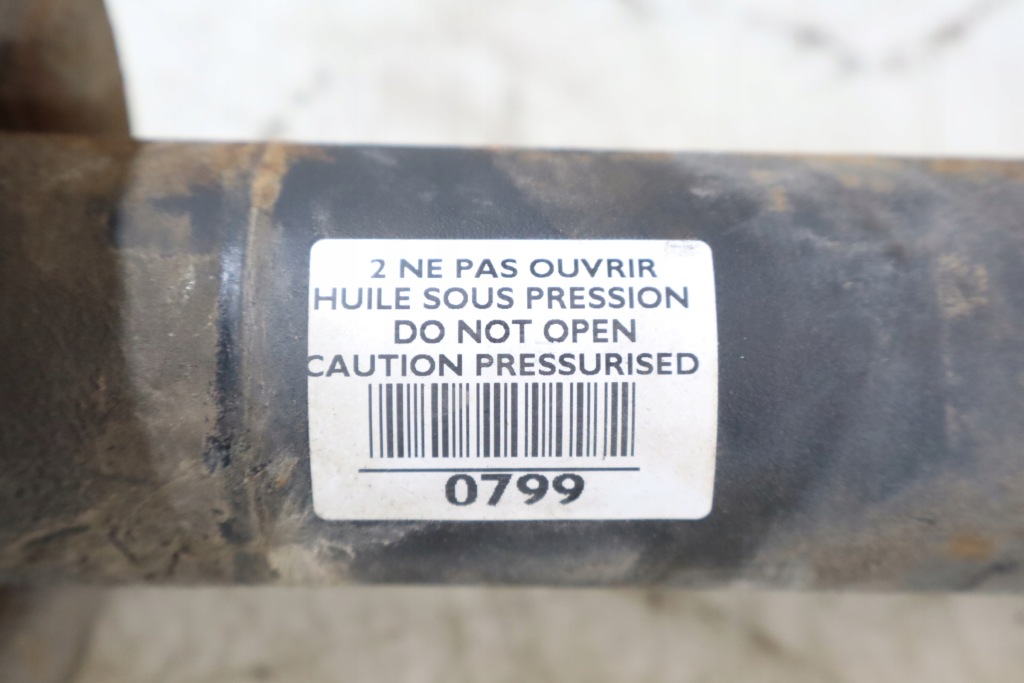 2 NE PAS OUVRIR
HUILE SOUS PRESSION
DO NOT OPEN
CAUTION PRESSURISED
0799